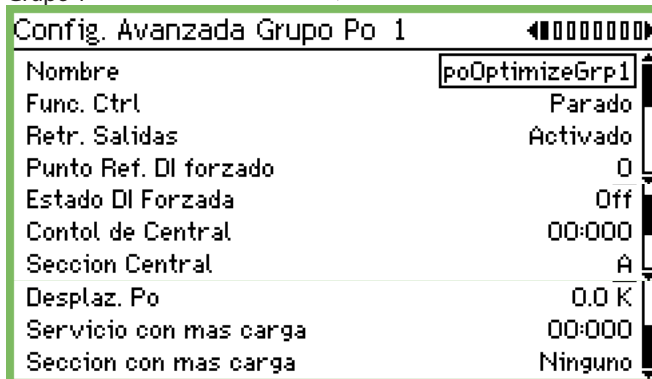 Config. Avanzada Grupo Po 1
Nombre poOptimizeGrp1
Func. Ctrl Parado
Retr. Salidas Activado
Punto Ref. DI forzado 0
Estado DI Forzada Off
Contol de Central 00:000
Seccion Central A
Desplaz. Po 0.0 K
Servicio con mas carga 00:000
Seccion con mas carga Ninguno